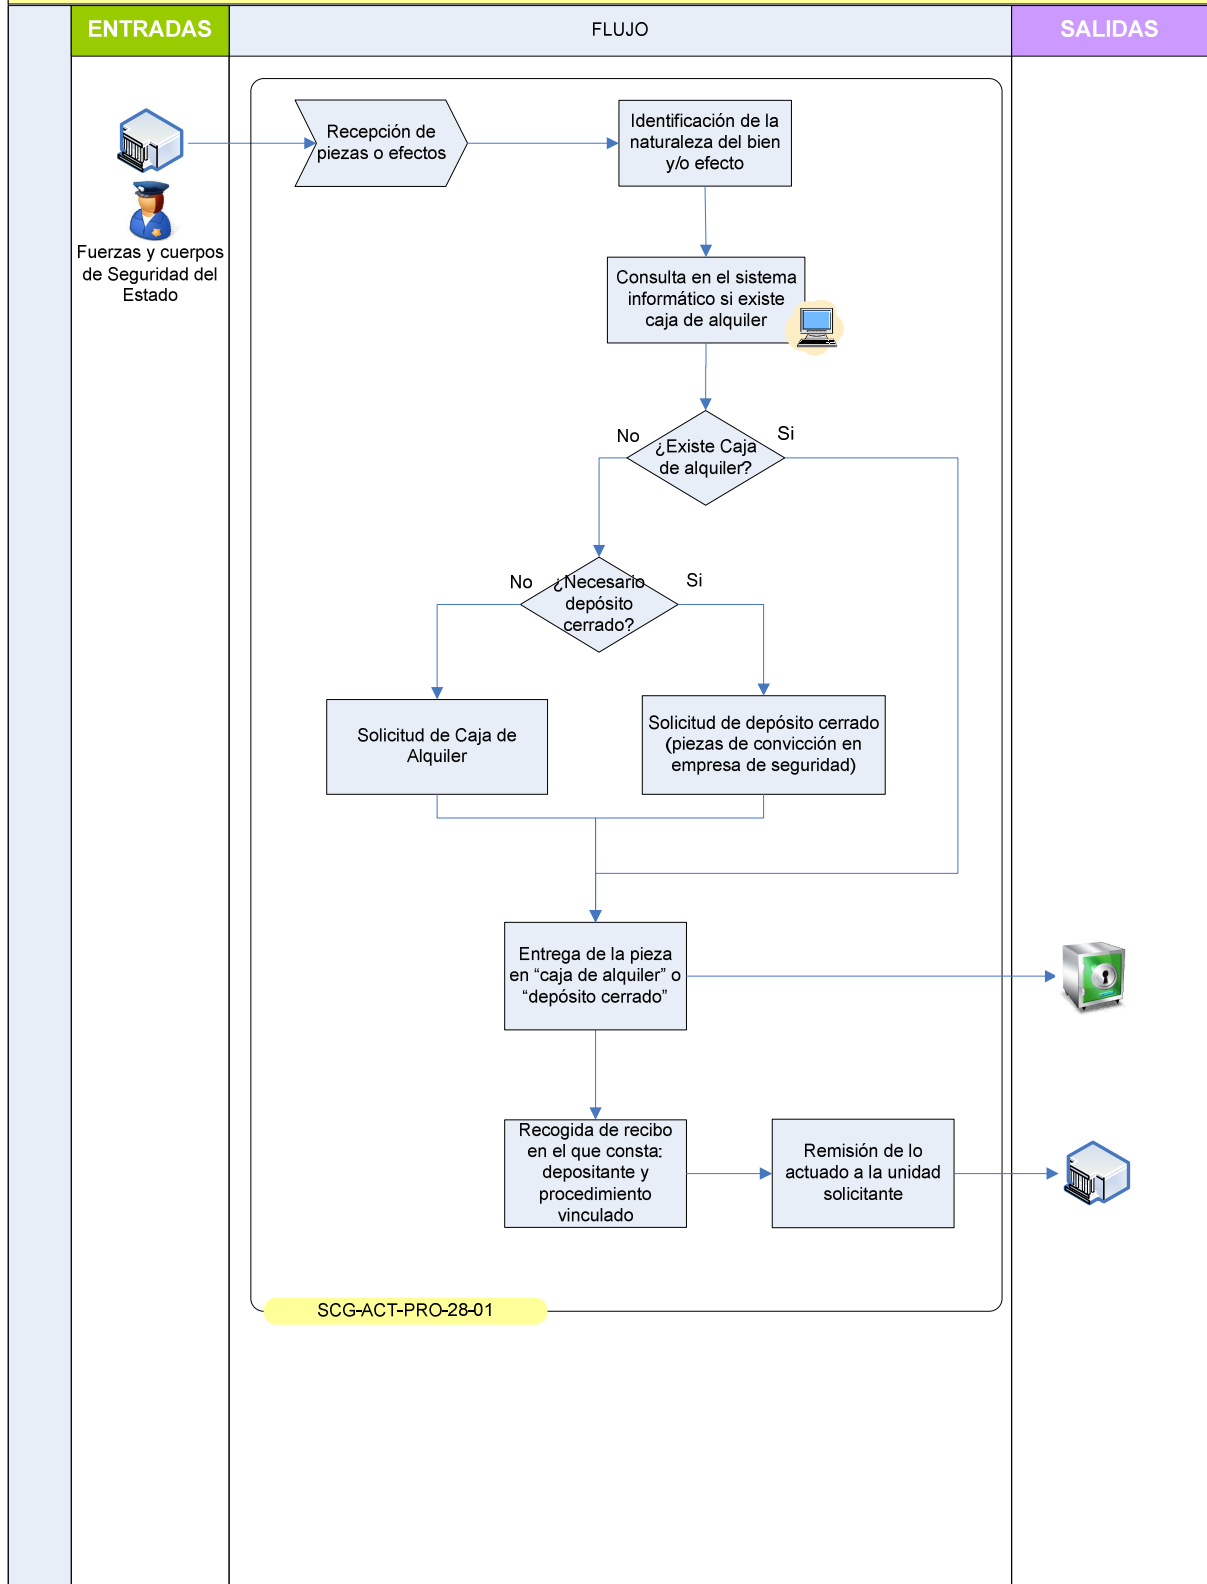 ENTRADAS
FLUJO
SALIDAS
Recepción de
piezas o efectos
Identificación de la
naturaleza del bien
y/o efecto
Fuerzas y cuerpos
de Seguridad del
Estado
Consulta en el sistema
informático si existe
caja de alquiler
¿Existe Caja
de alquiler?
No
Si
¿Necesario
depósito
cerrado?
No
Si
Solicitud de Caja de
Alquiler
Solicitud de depósito cerrado
(piezas de convicción en
empresa de seguridad)
Entrega de la pieza
en “caja de alquiler” o
“depósito cerrado”
Recogida de recibo
en el que consta:
depositante y
procedimiento
vinculado
Remisión de lo
actuado a la unidad
solicitante
SCG-ACT-PRO-28-01